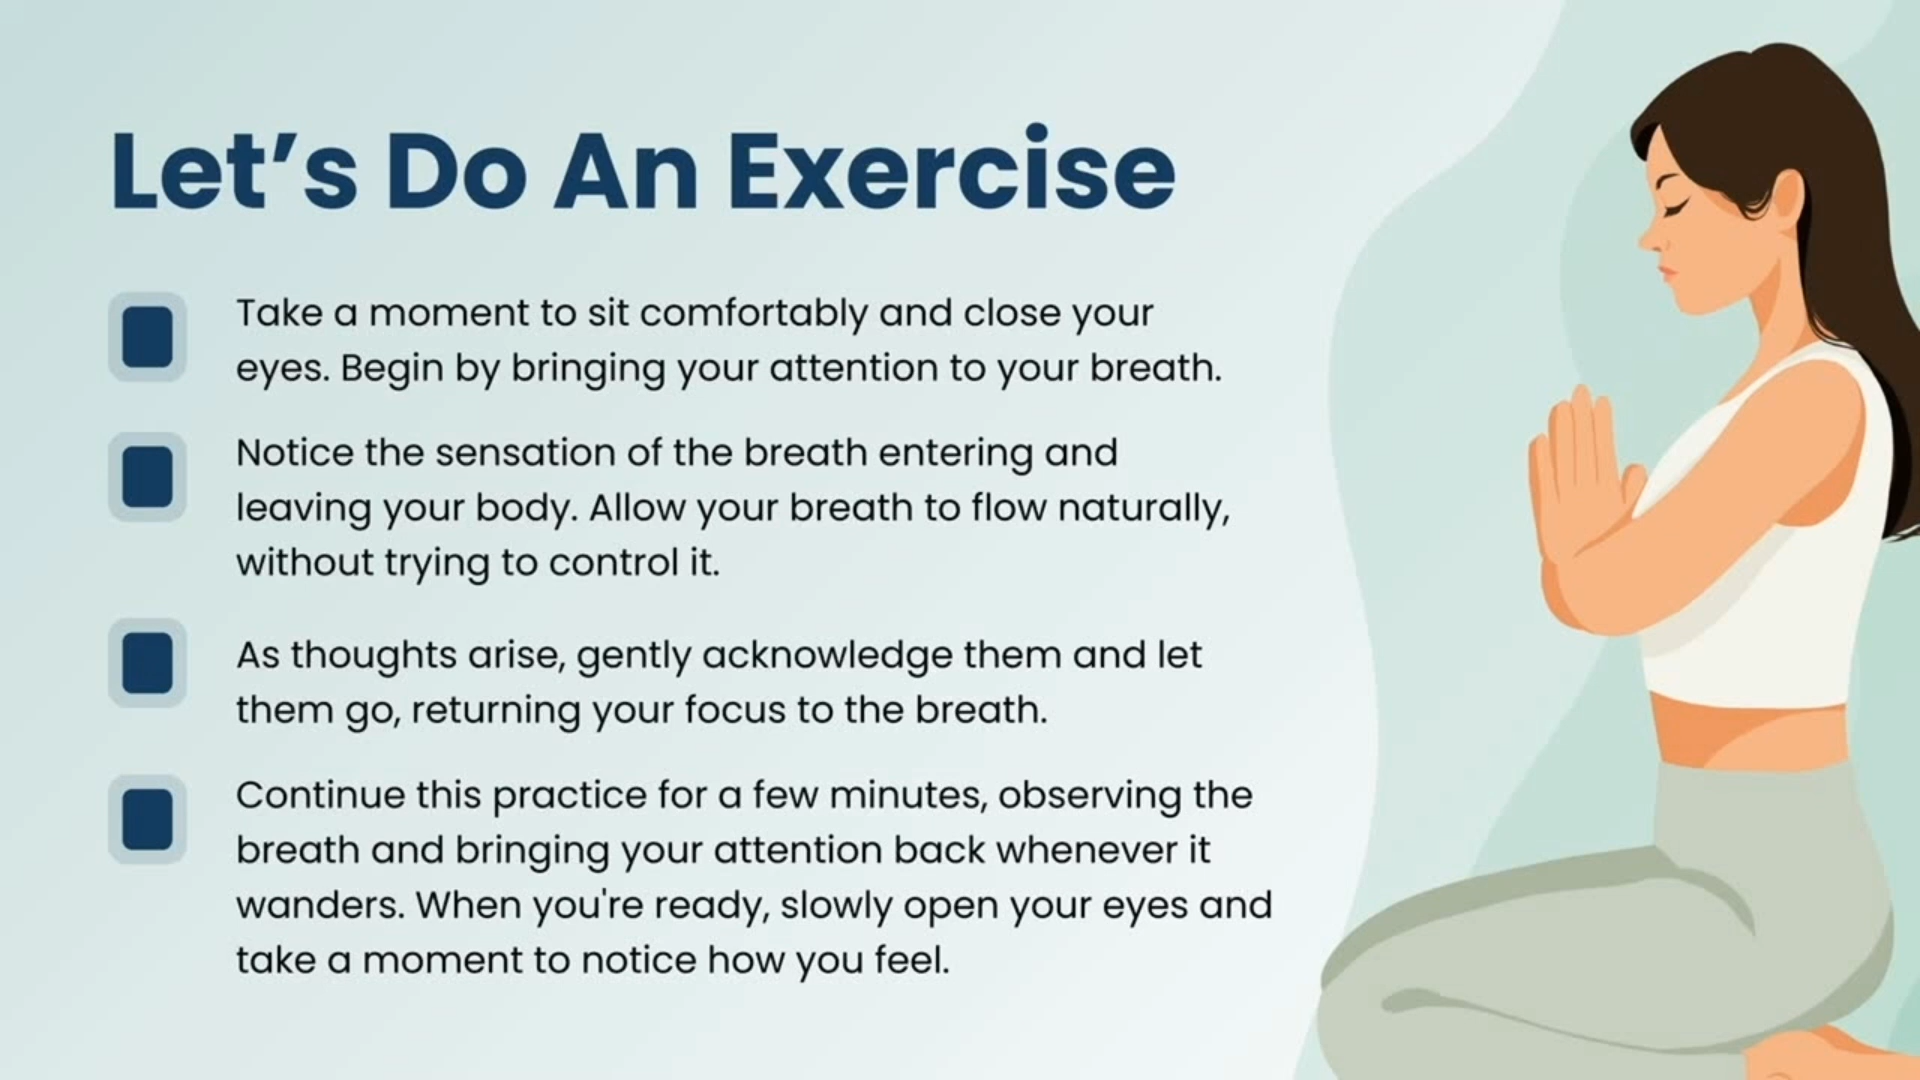 Let’s Do An Exercise
Take a moment to sit comfortably and close your
eyes. Begin by bringing your attention to your breath.
Notice the sensation of the breath entering and
leaving your body. Allow your breath to flow naturally,
without trying to control it.
As thoughts arise, gently acknowledge them and let
them go, returning your focus to the breath.
Continue this practice for a few minutes, observing the
breath and bringing your attention back whenever it
wanders. When you're ready, slowly open your eyes and
take a moment to notice how you feel.